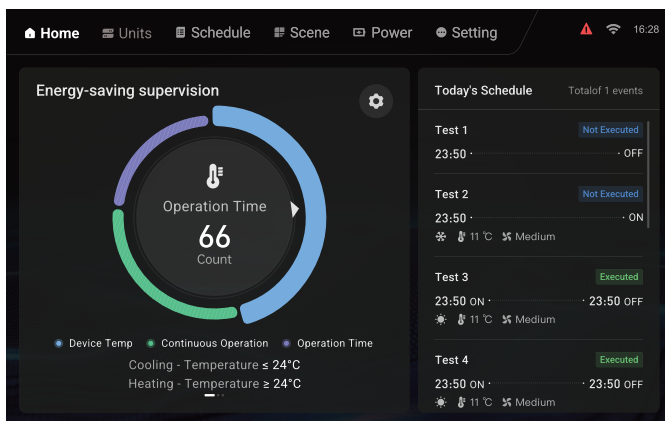 Home Units Schedule Scene Power Setting 16:28
Energy-saving supervision
Operation Time
66
Count
Device Temp Continuous Operation Operation Time
Cooling - Temperature ≤ 24°C
Heating - Temperature ≥ 24°C
Today's Schedule Totalof 1 events
Test 1 Not Executed
23:50 OFF
Test 2 Not Executed
23:50 ON
11 °C Medium
Test 3 Executed
23:50 ON 23:50 OFF
11 °C Medium
Test 4 Executed
23:50 ON 23:50 OFF
11 °C Medium